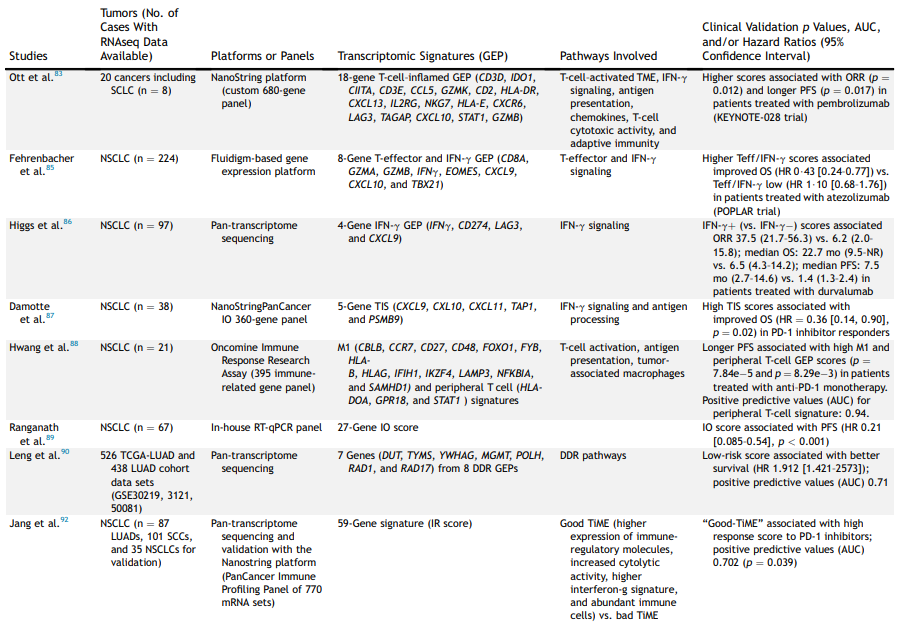 Studies
Tumors (No. of
Cases With
RNAseq Data
Available)
Platforms or Panels
Transcriptomic Signatures (GEP)
Pathways Involved
Clinical Validation p Values, AUC,
and/or Hazard Ratios (95%
Confidence Interval)
Ott et al.83
20 cancers including
SCLC (n = 8)
NanoString platform
(custom 680-gene
panel)
18-gene T-cell-inflamed GEP (CD3D, IDO1,
CIITA, CD3E, CCL5, GZMK, CD2, HLA-DR,
CXCL13, IL2RG, NKG7, HLA-E, CXCR6,
LAG3, TAGAP, CXCL10, STAT1, GZMB)
T-cell-activated TME, IFN-γ
signaling, antigen
presentation,
chemokines, T-cell
cytotoxic activity, and
adaptive immunity
Higher scores associated with ORR (p =
0.012) and longer PFS (p = 0.017) in
patients treated with pembrolizumab
(KEYNOTE-028 trial)
Fehrenbacher
et al.85
NSCLC (n = 224)
Fluidigm-based gene
expression platform
8-Gene T-effector and IFN-γ GEP (CD8A,
GZMA, GZMB, IFNγ, EOMES, CXCL9,
CXCL10, and TBX21)
T-effector and IFN-γ
signaling
Higher Teff/IFN-γ scores associated
improved OS (HR 0·43 [0.24-0.77]) vs.
Teff/IFN-γ low (HR 1·10 [0.68-1.76])
in patients treated with atezolizumab
(POPLAR trial)
Higgs et al.86
NSCLC (n = 97)
Pan-transcriptome
sequencing
4-Gene IFN-γ GEP (IFNγ, CD274, LAG3,
and CXCL9)
IFN-γ signaling
IFN-γ+ (vs. IFN-γ−) scores associated
ORR 37.5 (21.7-56.3) vs. 6.2 (2.0-
15.8); median OS: 22.7 mo (9.5-NR)
vs. 6.5 (4.3-14.2); median PFS: 7.5
mo (2.7-14.6) vs. 1.4 (1.3-2.4) in
patients treated with durvalumab
Damotte
et al.87
NSCLC (n = 38)
NanoStringPanCancer
IO 360-gene panel
5-Gene TIS (CXCL9, CXL10, CXCL11, TAP1,
and PSMB9)
IFN-γ signaling and antigen
processing
High TIS scores associated with
improved OS (HR = 0.36 [0.14, 0.90],
p = 0.02) in PD-1 inhibitor responders
Hwang et al.88
NSCLC (n = 21)
Oncomine Immune
Response Research
Assay (395 immune-
related gene panel)
M1 (CBLB, CCR7, CD27, CD48, FOXO1, FYB,
HLA-
B, HLAG, IFIH1, IKZF4, LAMP3, NFKBIA,
and SAMHD1) and peripheral T cell (HLA-
DOA, GPR18, and STAT1 ) signatures
T-cell activation, antigen
presentation, tumor-
associated macrophages
Longer PFS associated with high M1 and
peripheral T-cell GEP scores (p =
7.84e−5 and p = 8.29e−3) in patients
treated with anti-PD-1 monotherapy.
Positive predictive values (AUC) for
peripheral T-cell signature: 0.94.
Ranganath
et al.89
NSCLC (n = 67)
In-house RT-qPCR panel
27-Gene IO score
IO score associated with PFS (HR 0.21
[0.085-0.54], p < 0.001)
Leng et al.90
526 TCGA-LUAD and
438 LUAD cohort
data sets
(GSE30219, 3121,
50081)
Pan-transcriptome
sequencing
7 Genes (DUT, TYMS, YWHAG, MGMT, POLH,
RAD1, and RAD17) from 8 DDR GEPs
DDR pathways
Low-risk score associated with better
survival (HR 1.912 [1.421-2573]);
positive predictive values (AUC) 0.71
Jang et al.92
NSCLC (n = 87
LUADs, 101 SCCs,
and 35 NSCLCs for
validation)
Pan-transcriptome
sequencing and
validation with the
Nanostring platform
(PanCancer Immune
Profiling Panel of 770
mRNA sets)
59-Gene signature (IR score)
Good TiME (higher
expression of immune-
regulatory molecules,
increased cytolytic
activity, higher
interferon-g signature,
and abundant immune
cells) vs. bad TiME
“Good-TiME” associated with high
response score to PD-1 inhibitors;
positive predictive values (AUC)
0.702 (p = 0.039)